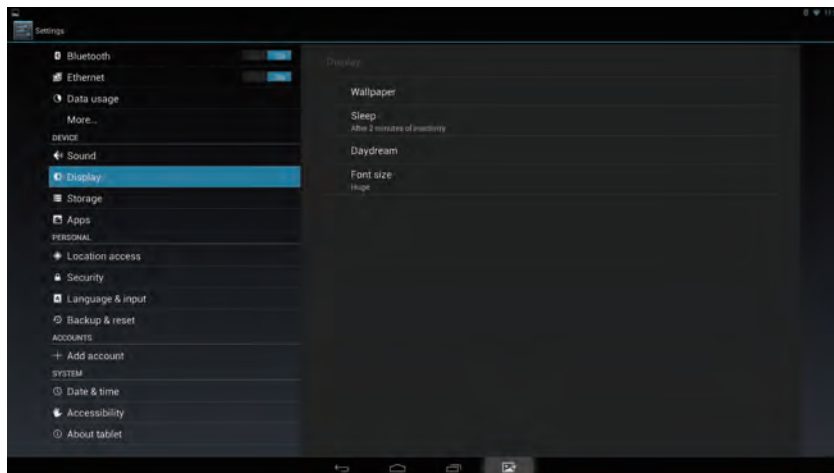 Settings
Bluetooth
Ethernet
Data usage
More...
DEVICE
Sound
Display
Storage
Apps
PERSONAL
Location access
Security
Language & input
Backup & reset
ACCOUNTS
Add account
SYSTEM
Date & time
Accessibility
About tablet
Display
Wallpaper
Sleep
After 2 minutes of inactivity
Daydream
Font size
Huge